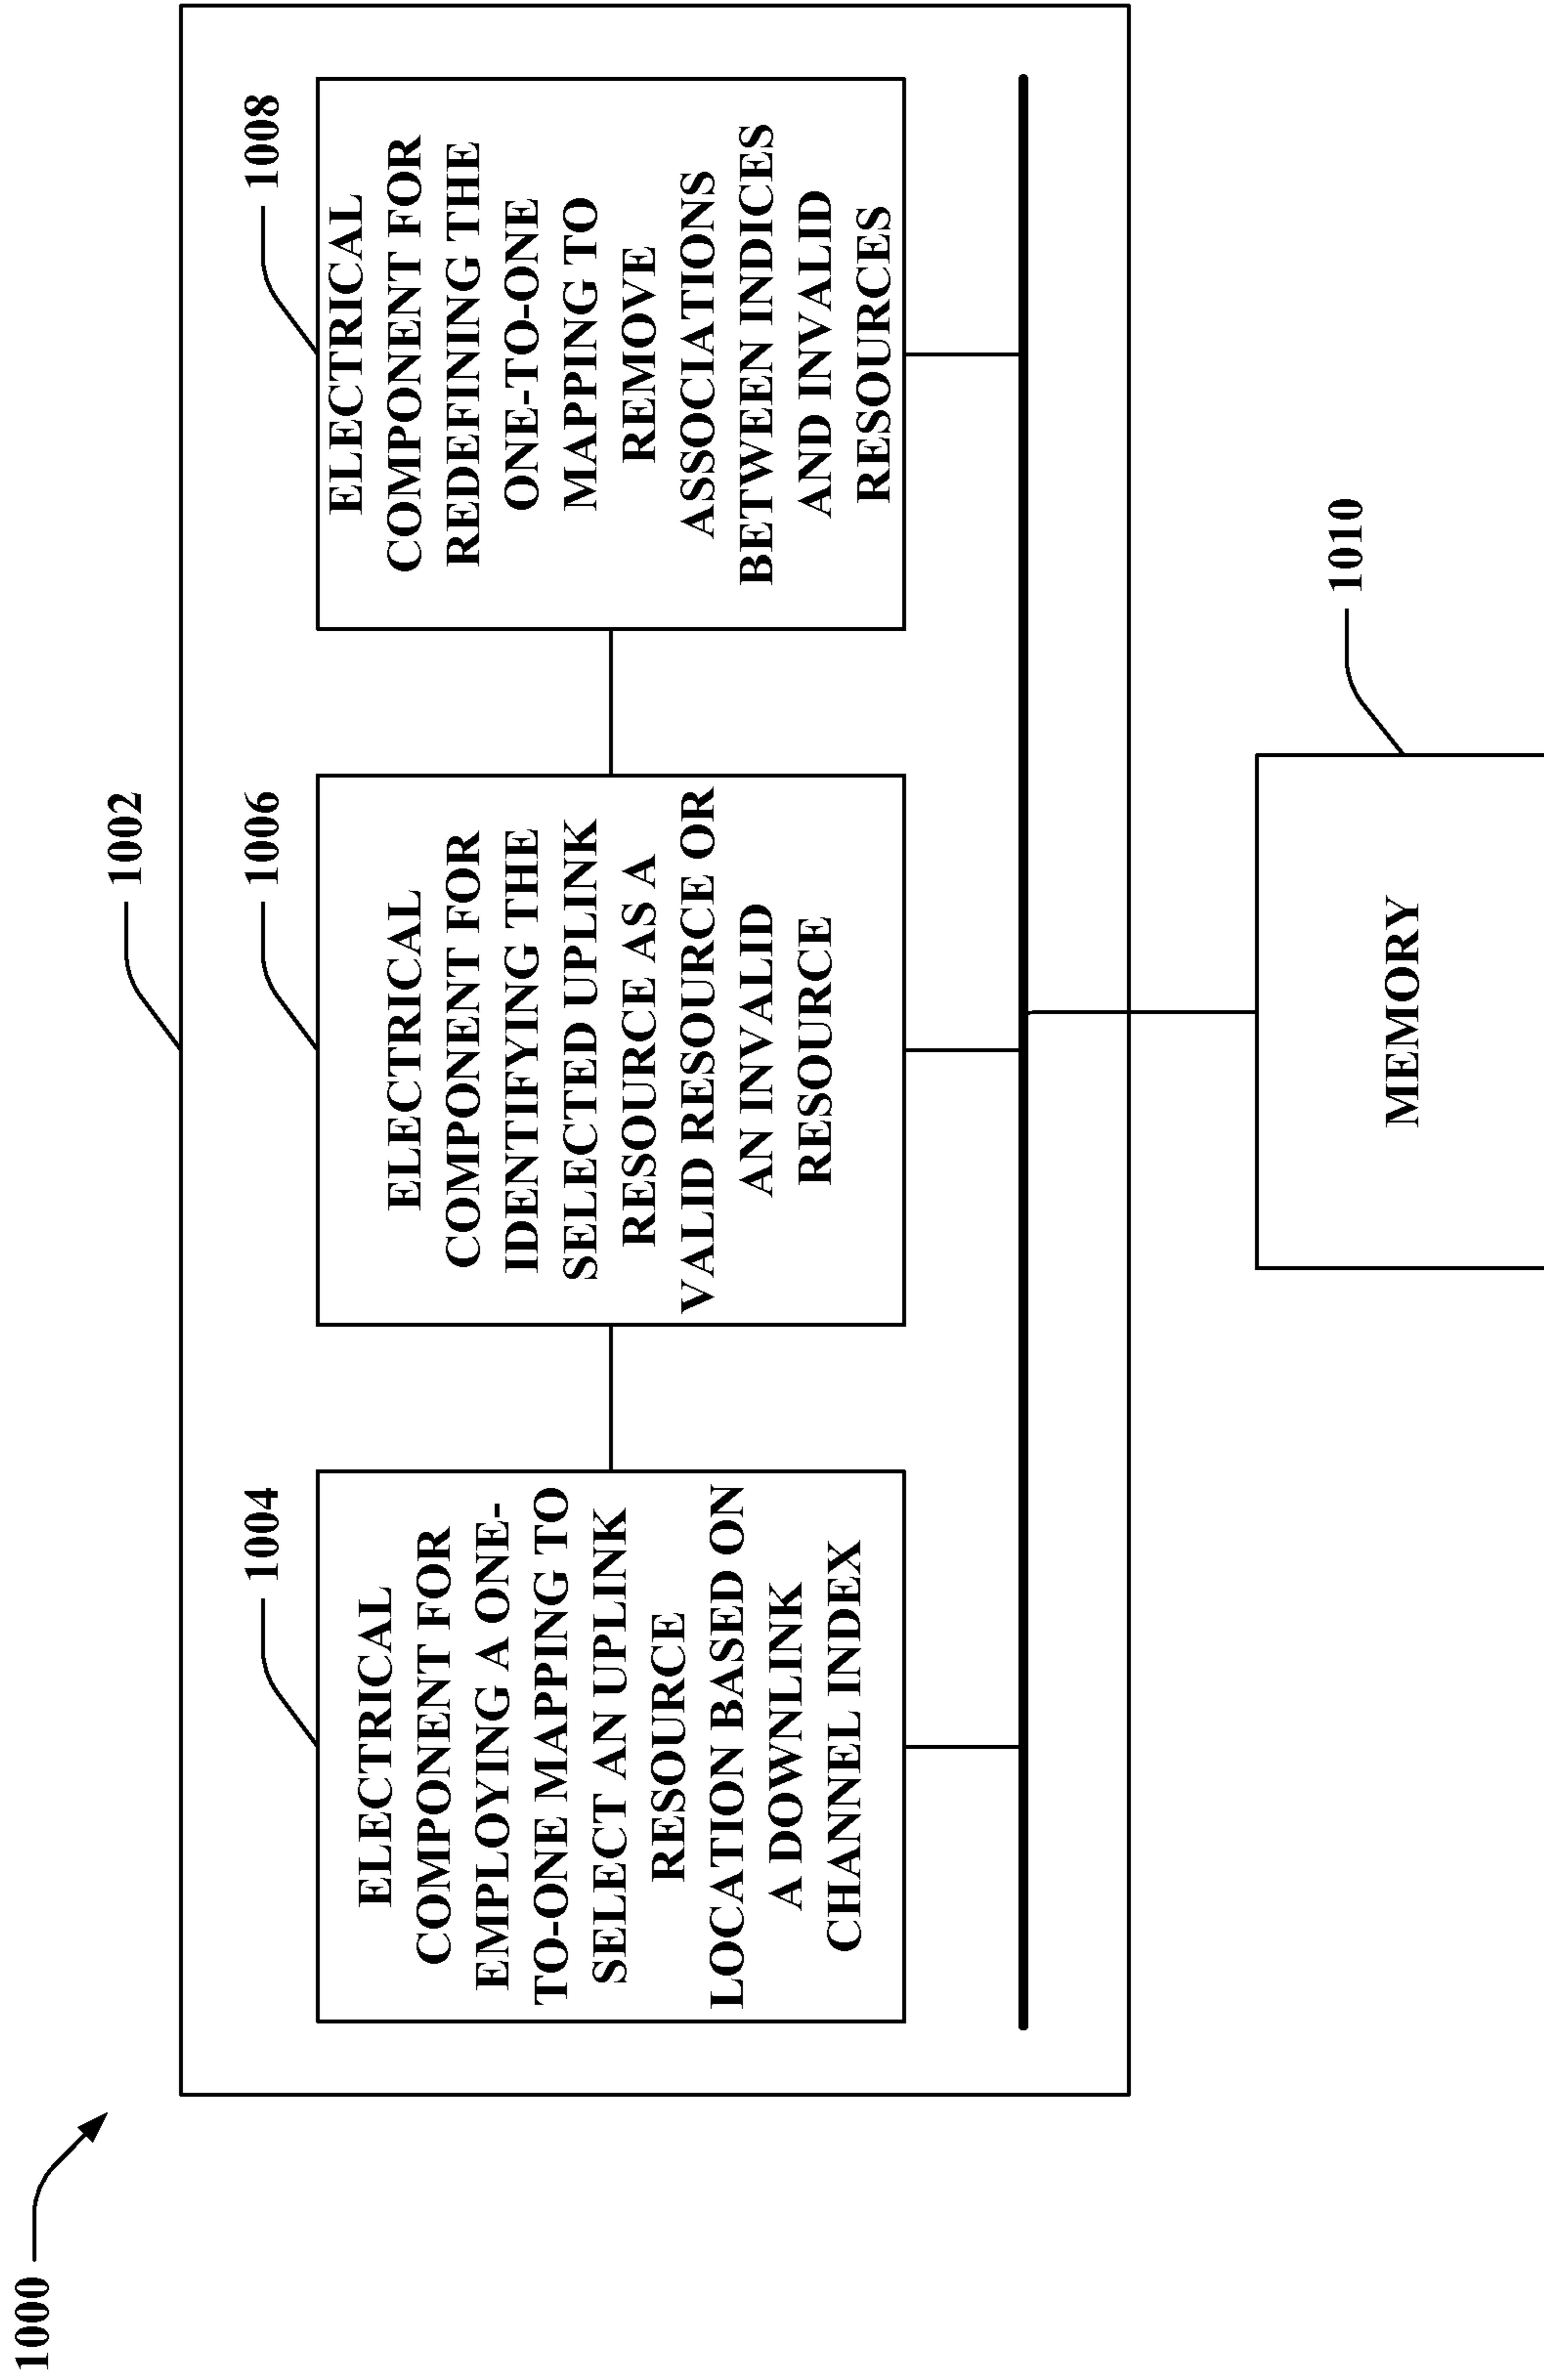 1000
1002
1004
ELECTRICAL
COMPONENT FOR
EMPLOYING A ONE-
TO-ONE MAPPING TO
SELECT AN UPLINK
RESOURCE
LOCATION BASED ON
A DOWNLINK
CHANNEL INDEX
1006
ELECTRICAL
COMPONENT FOR
IDENTIFYING THE
SELECTED UPLINK
RESOURCE AS A
VALID RESOURCE OR
AN INVALID
RESOURCE
1008
ELECTRICAL
COMPONENT FOR
REDEFINING THE
ONE-TO-ONE
MAPPING TO
REMOVE
ASSOCIATIONS
BETWEEN INDICES
AND INVALID
RESOURCES
1010
MEMORY